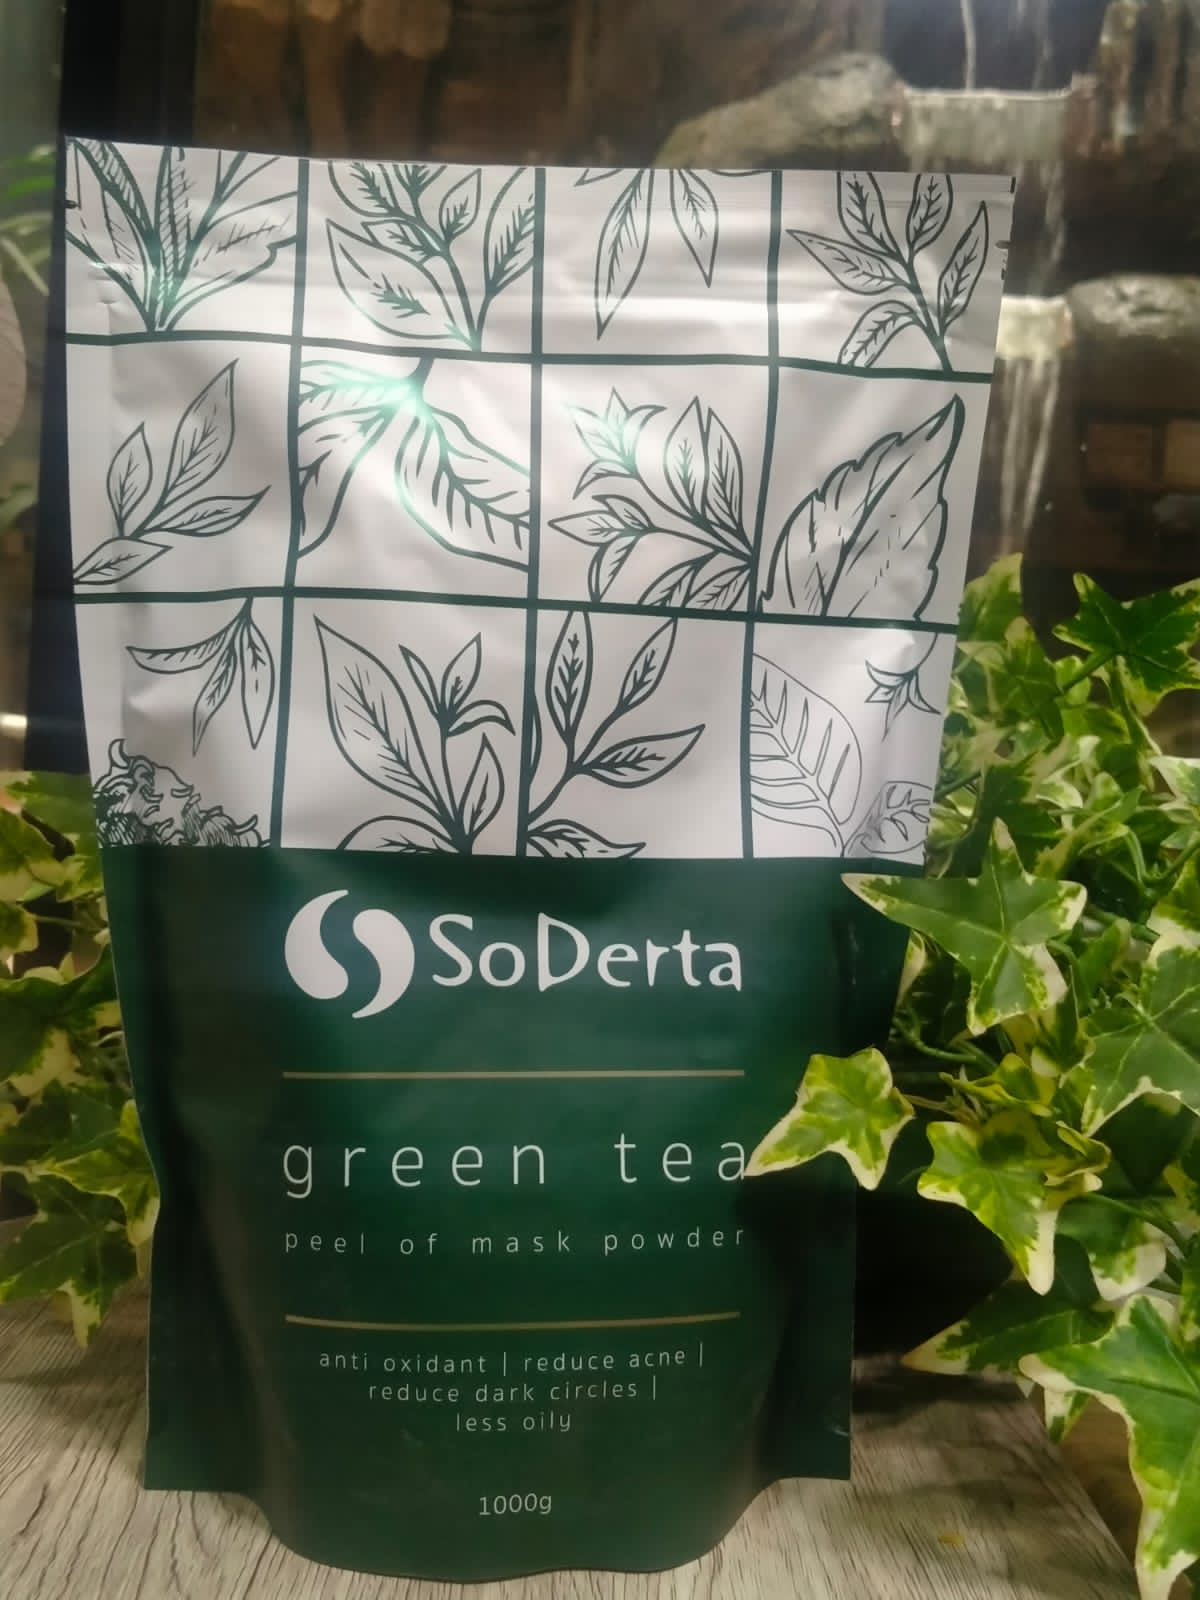 SoDerta
green tea
peel of mask powder
anti oxidant | reduce acne |
reduce dark circles |
less oily
1000g